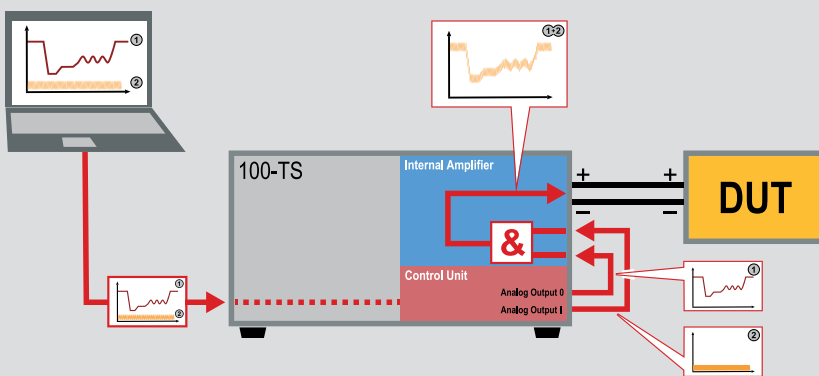 ①
②
①+②
100-TS
Internal Amplifier
+ +
DUT
&
− −
Control Unit
①
Analog Output 0
Analog Output I
①
②
②